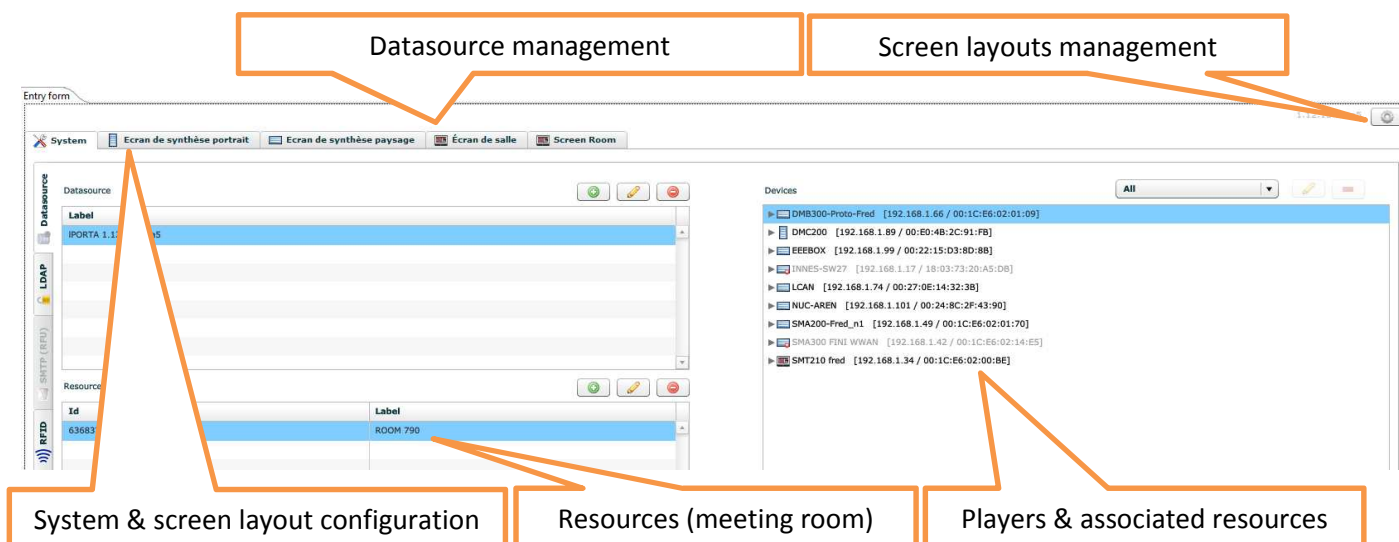 Datasource management
Screen layouts management
Entry form
System
Ecran de synthèse portrait
Ecran de synthèse paysage
Écran de salle
Screen Room
Datasource
LDAP
SMTP (RFU)
RFID
Datasource
Label
IPORTA 1.1
Resource
Id Label
63683 ROOM 790
Devices
All
DMB300-Proto-Fred [192.168.1.66 / 00:1C:E6:02:01:09]
DMC200 [192.168.1.89 / 00:E0:4B:2C:91:FB]
EEEBOX [192.168.1.99 / 00:22:15:D3:8D:8B]
INNES-SW27 [192.168.1.17 / 18:03:73:20:A5:DB]
LCAN [192.168.1.74 / 00:27:0E:14:32:3B]
NUC-AREN [192.168.1.101 / 00:24:8C:2F:43:90]
SMA200-Fred_n1 [192.168.1.49 / 00:1C:E6:02:01:70]
SMA300 FINI WWAN [192.168.1.42 / 00:1C:E6:02:14:E5]
SMT210 fred [192.168.1.34 / 00:1C:E6:02:00:BE]
System & screen layout configuration
Resources (meeting room)
Players & associated resources